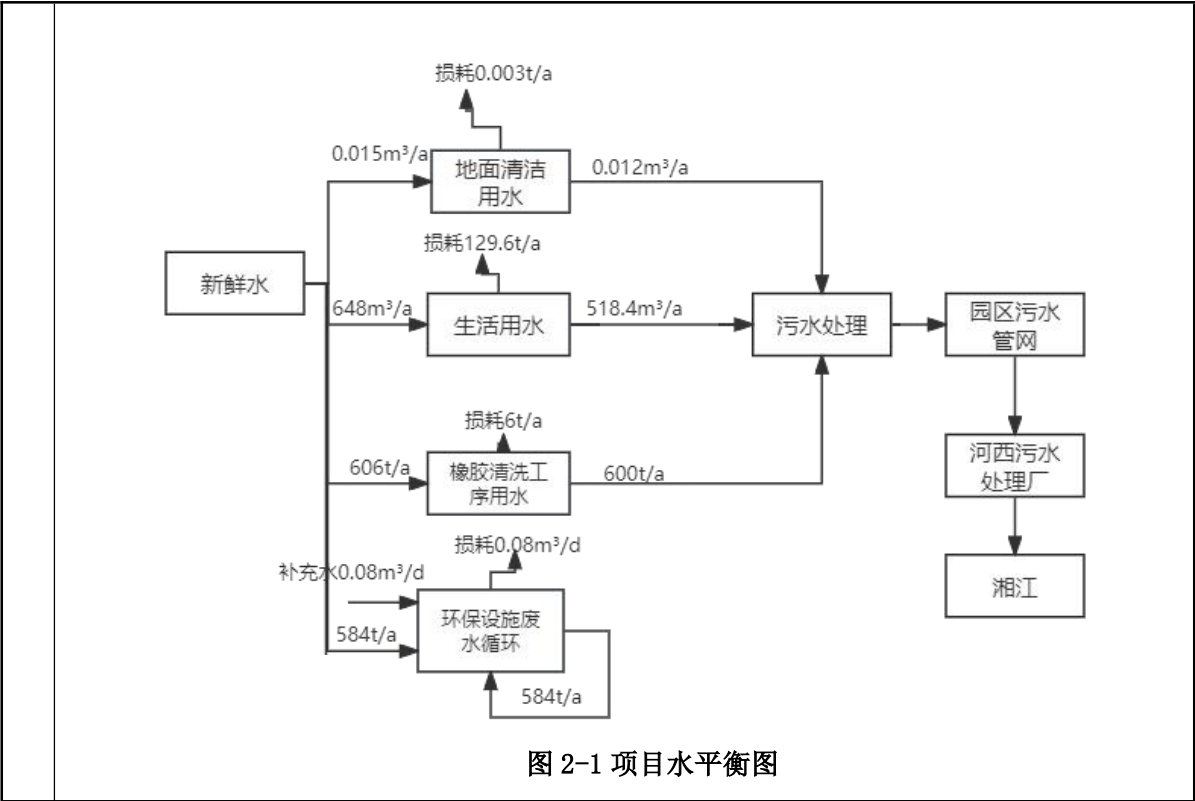 损耗0.003t/a
0.015m³/a
地面清洁
用水
0.012m³/a
损耗129.6t/a
新鲜水
648m³/a
生活用水
518.4m³/a
污水处理
园区污水
管网
损耗6t/a
606t/a
橡胶清洗工
序用水
600t/a
河西污水
处理厂
损耗0.08m³/d
补充水0.08m³/d
584t/a
环保设施废
水循环
584t/a
湘江
图 2-1 项目水平衡图